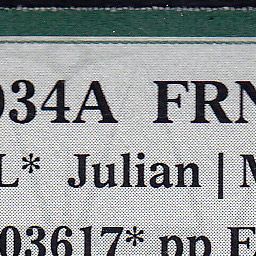 034A FRN
L* Julian | M
03617* pp F